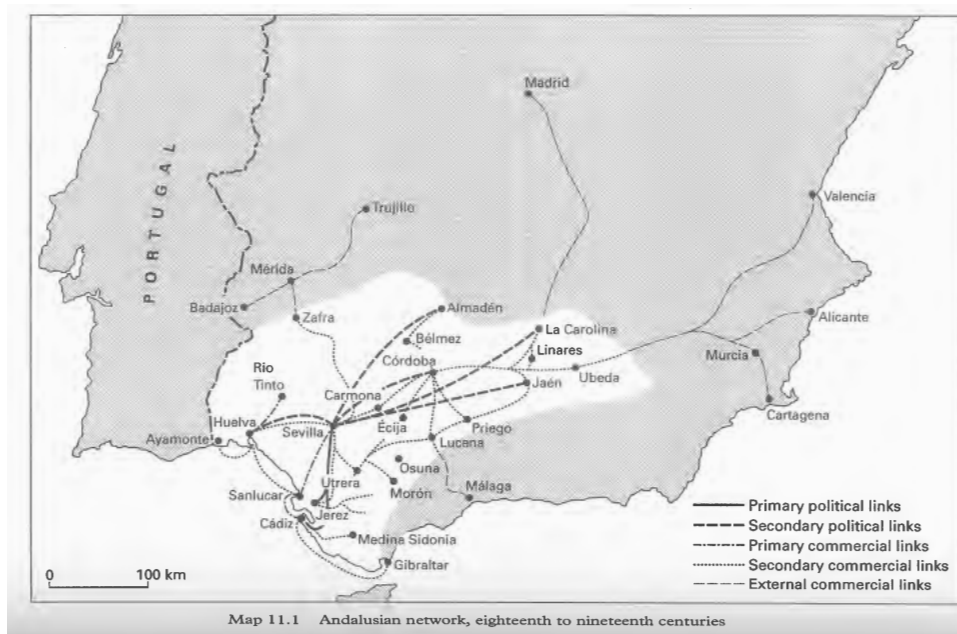 Madrid
PORTUGAL
Valencia
Trujillo
Mérida
Badajoz
Zafra
Almadén
Alicante
La Carolina
Bélmez
Linares
Murcia
Córdoba
Rio
Tinto
Jaén
Ubeda
Carmona
Cartagena
Huelva
Sevilla
Ecija
Priego
Ayamonte
Lucana
Osuna
Utrera
Morón
Málaga
Sanlucar
Jerez
Cádiz
Medina Sidonia
Gibraltar
0 100 km
Primary political links
Secondary political links
Primary commercial links
Secondary commercial links
External commercial links
Map 11.1 Andalusian network, eighteenth to nineteenth centuries